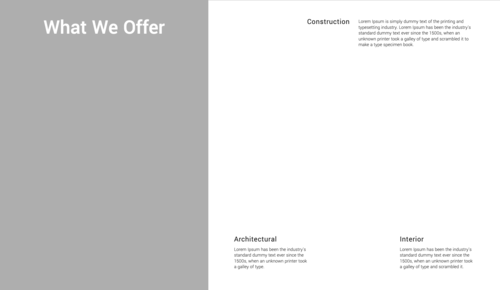 What We Offer
Construction
Lorem Ipsum is simply dummy text of the printing and
typesetting industry. Lorem Ipsum has been the industry's
standard dummy text ever since the 1500s, when an
unknown printer took a galley of type and scrambled it to
make a type specimen book.
Architectural
Lorem Ipsum has been the industry's
standard dummy text ever since the
1500s, when an unknown printer took
a galley of type
Interior
Lorem Ipsum has been the industry's
standard dummy text ever since the
1500s, when an unknown printer took
a galley of type and scrambled it